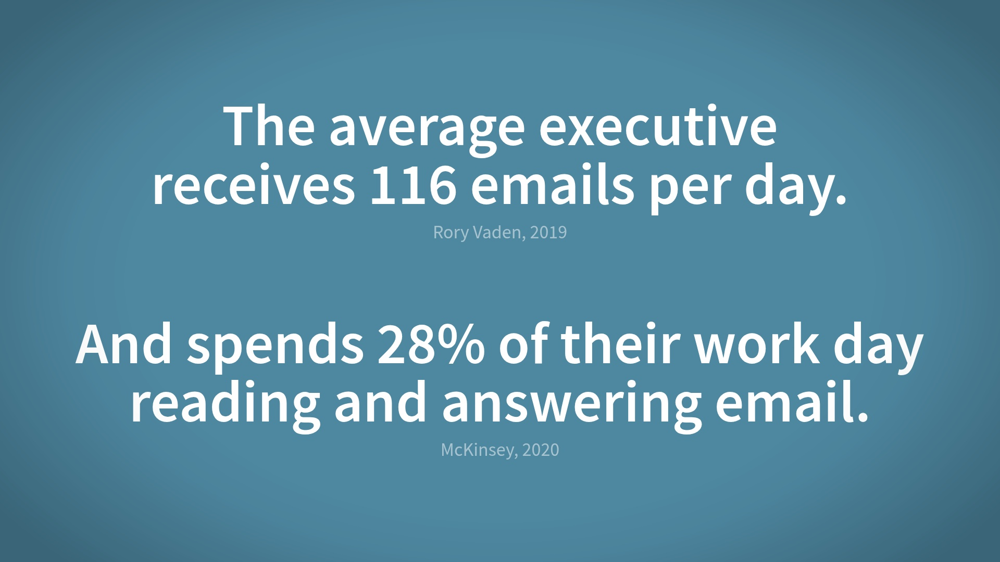 The average executive
receives 116 emails per day.
Rory Vaden, 2019
And spends 28% of their work day
reading and answering email.
McKinsey, 2020